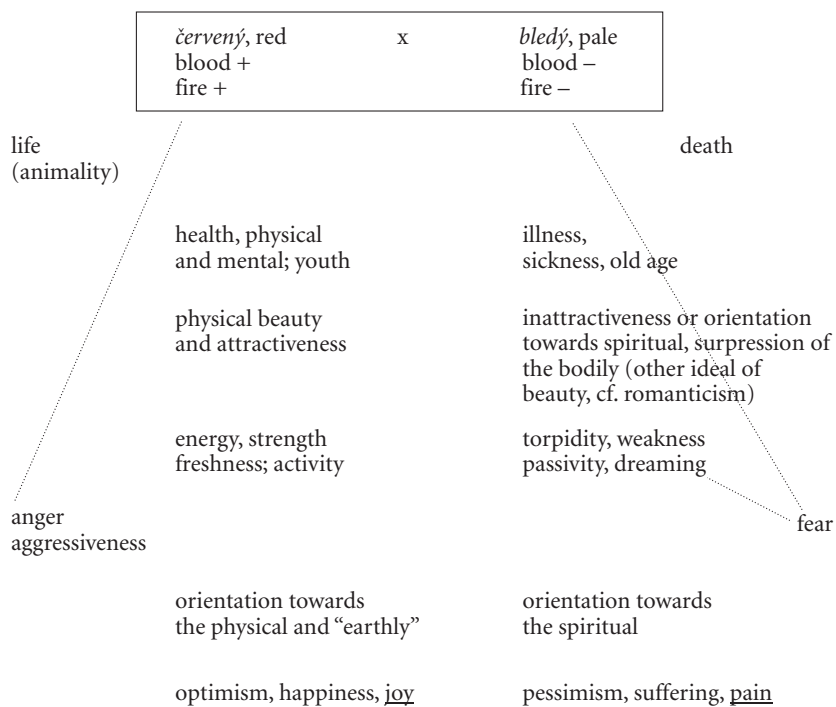 červený, red x bledý, pale
blood + blood –
fire + fire –
life death
(animality)
health, physical illness,
and mental; youth sickness, old age
physical beauty inattractiveness or orientation
and attractiveness towards spiritual, surpression of
the bodily (other ideal of
beauty, cf. romanticism)
energy, strength torpidity, weakness
freshness; activity passivity, dreaming
anger fear
aggressiveness
orientation towards orientation towards
the physical and “earthly” the spiritual
optimism, happiness, joy pessimism, suffering, pain